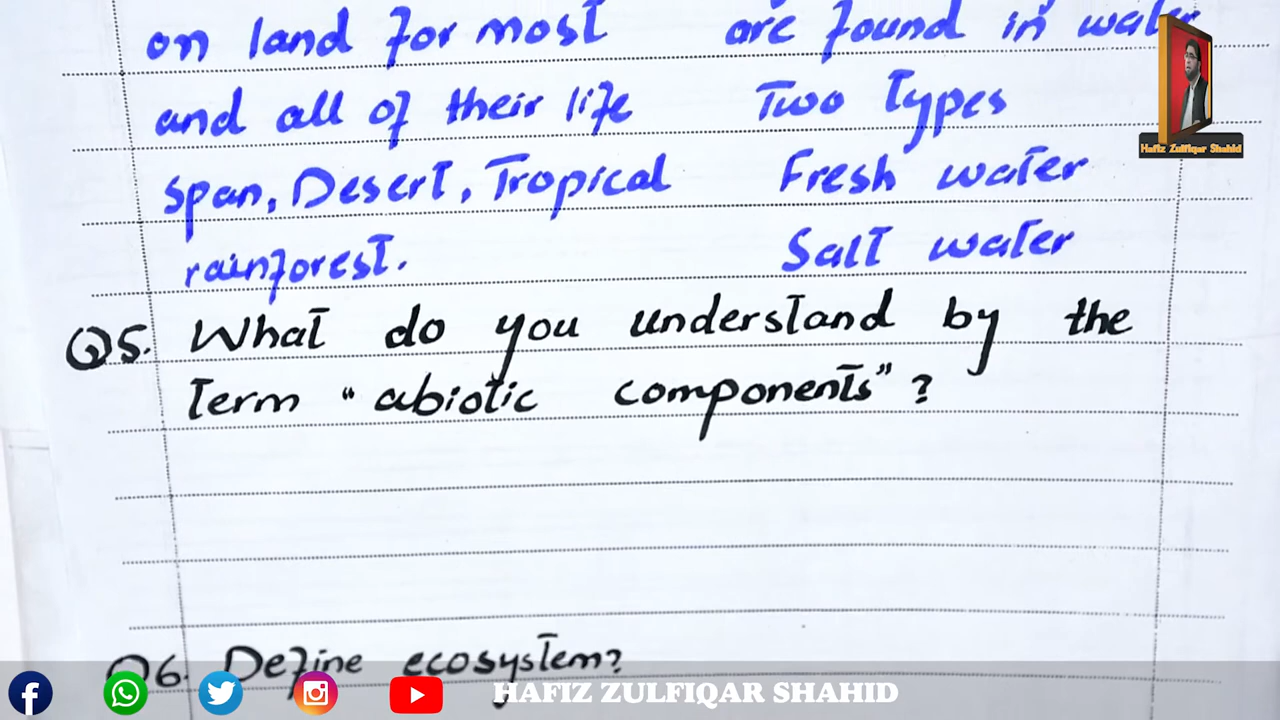 on land for most are found in water
and all of their life Two Types
span, Desert, Tropical Fresh water
rainforest. Salt water
Q5. What do you understand by the
Term "abiotic components"?
Q6. Define ecosystem?
Hafiz Zulfiqar Shahid
HAFIZ ZULFIQAR SHAHID